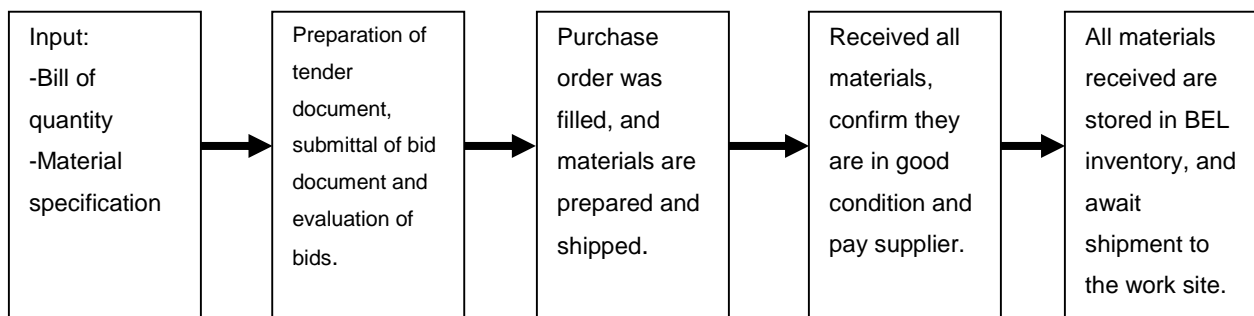 Input:
-Bill of
quantity
-Material
specification
Preparation of
tender
document,
submittal of bid
document and
evaluation of
bids.
Purchase
order was
filled, and
materials are
prepared and
shipped.
Received all
materials,
confirm they
are in good
condition and
pay supplier.
All materials
received are
stored in BEL
inventory, and
await
shipment to
the work site.